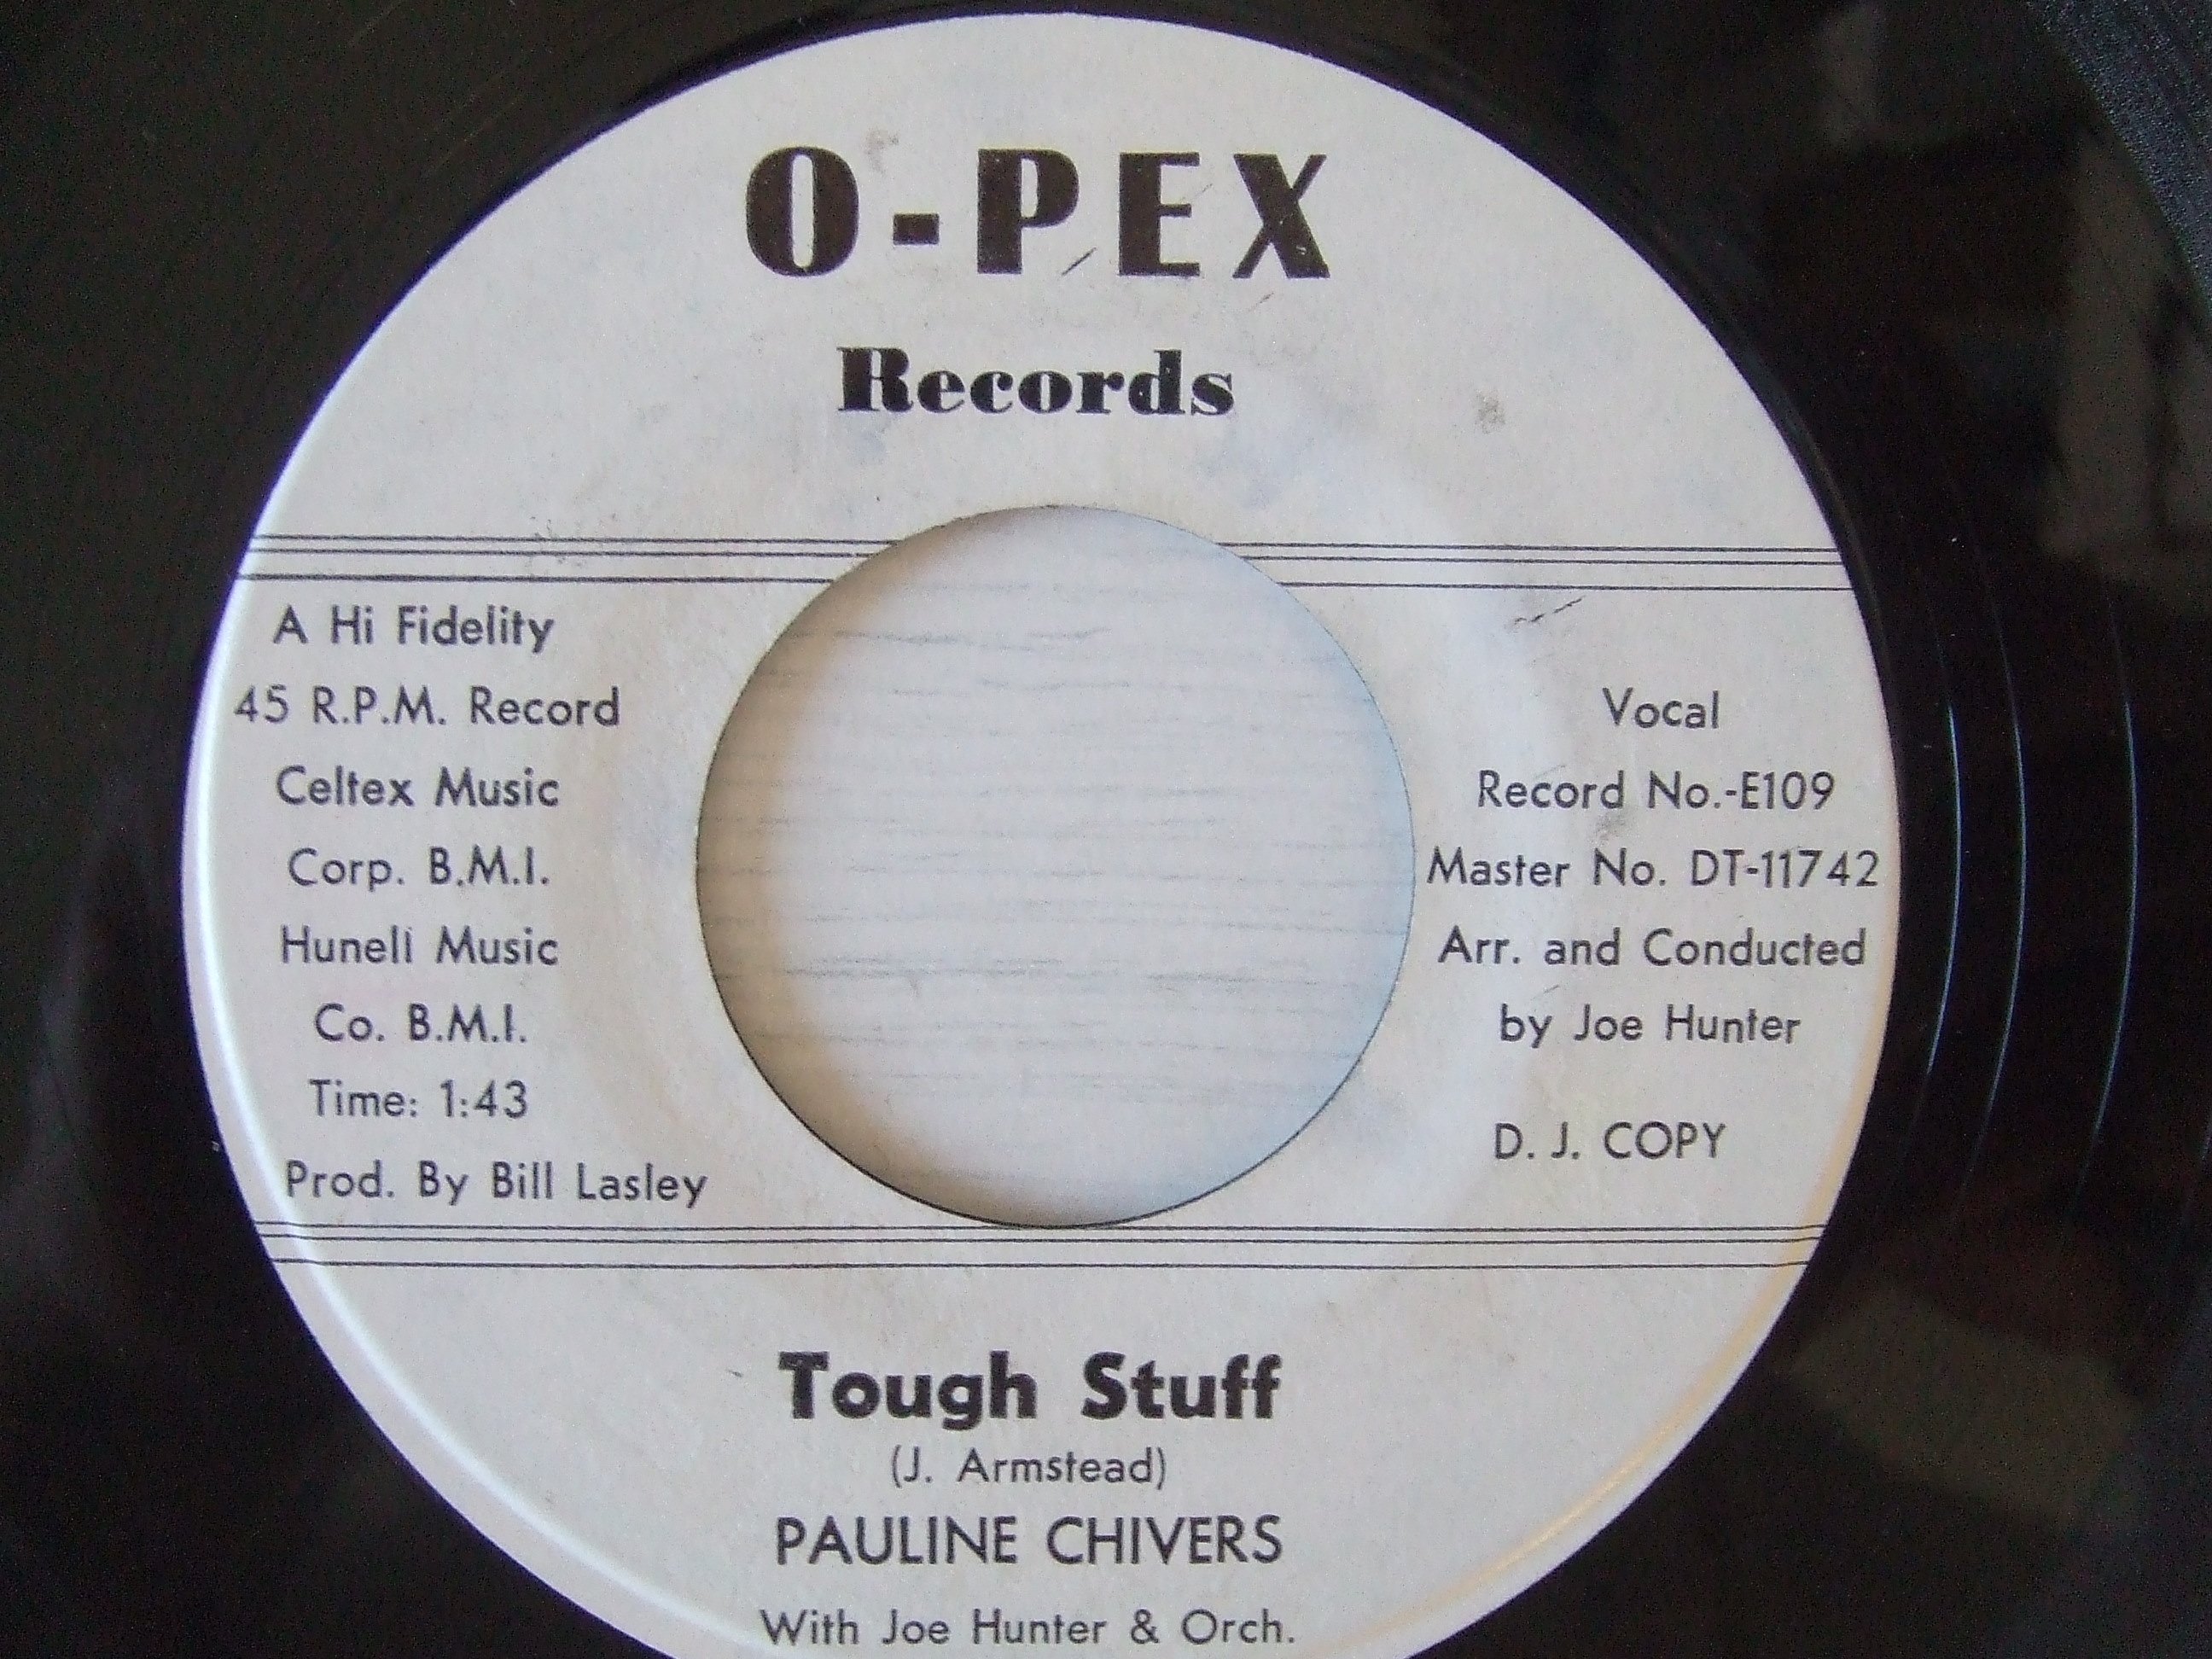 O-PEX
Records
A Hi Fidelity
45 R.P.M. Record
Celtex Music
Corp. B.M.I.
Hunell Music
Co. B.M.I.
Time: 1:43
Prod. By Bill Lasley
Vocal
Record No.-E109
Master No. DT-11742
Arr. and Conducted
by Joe Hunter
D. J. COPY
Tough Stuff
(J. Armstead)
PAULINE CHIVERS
With Joe Hunter & Orch.